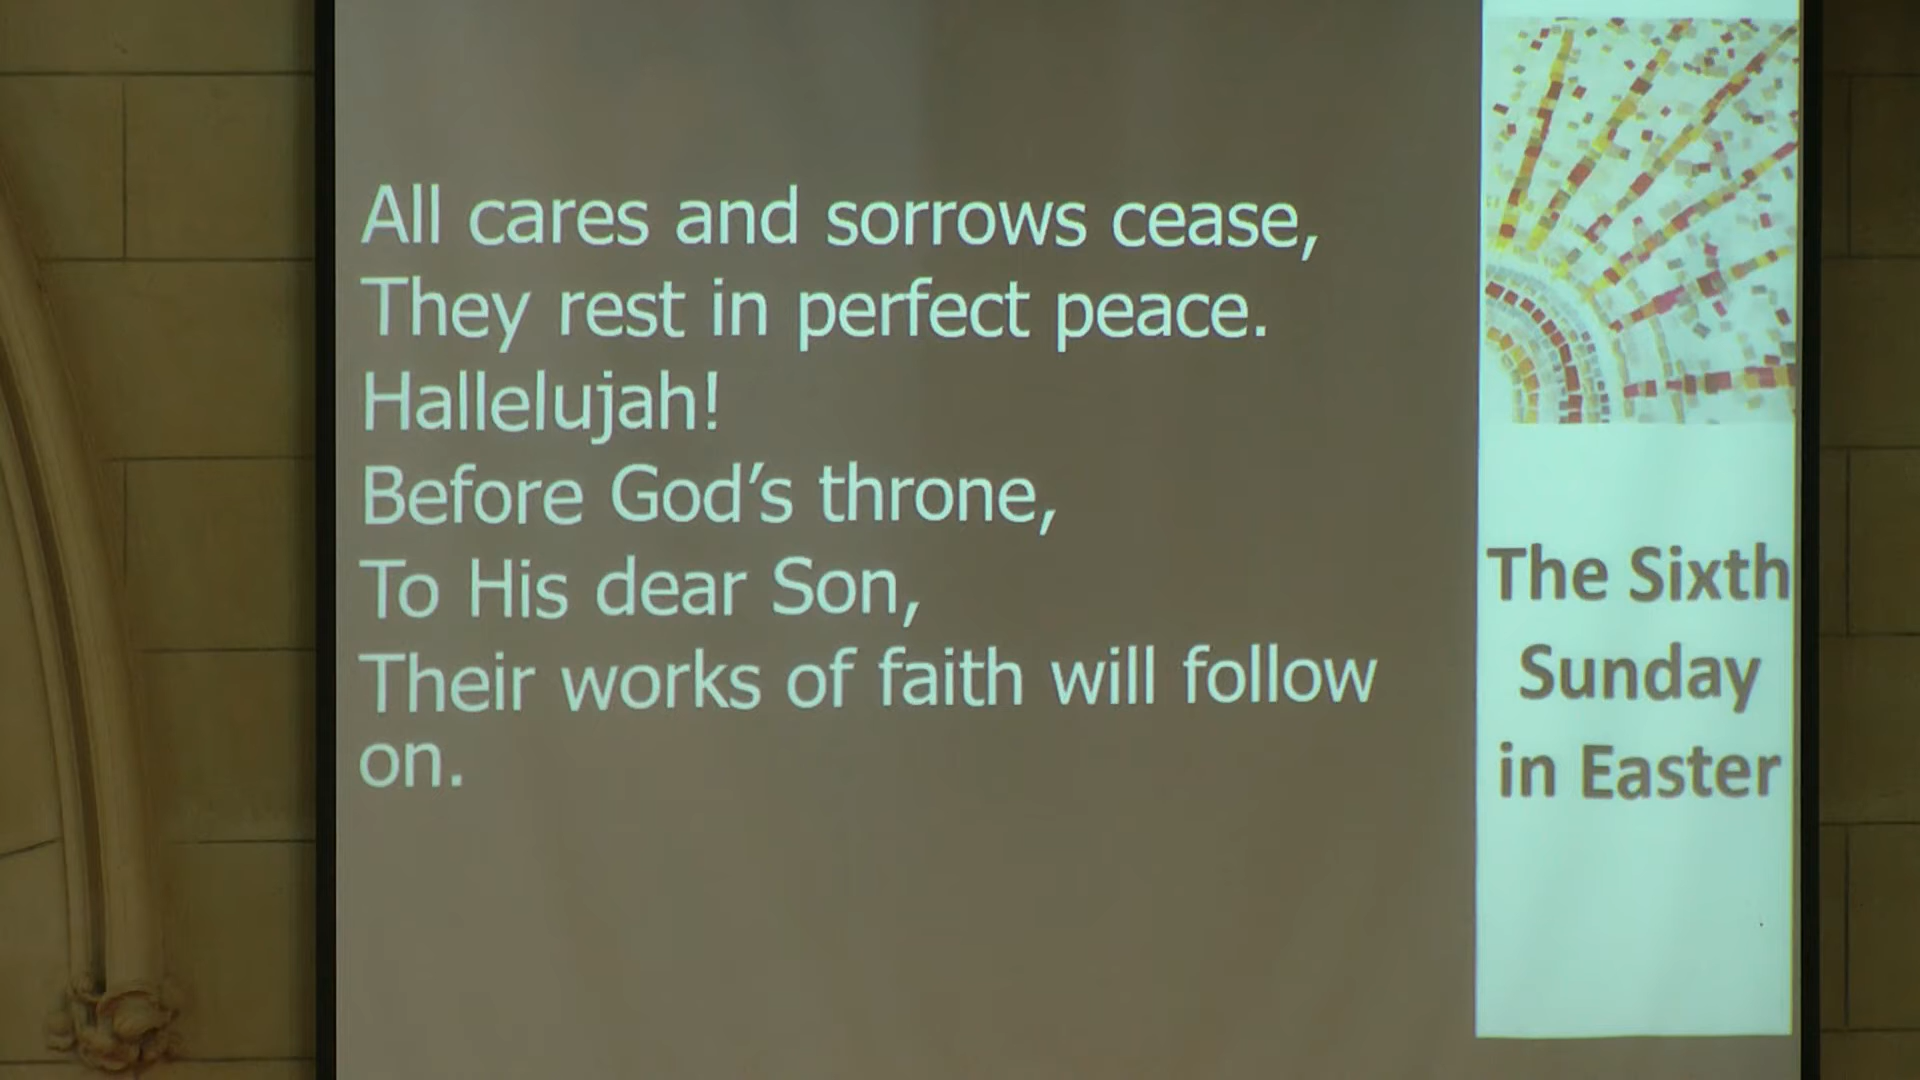 All cares and sorrows cease,
They rest in perfect peace.
Hallelujah!
Before God’s throne,
To His dear Son,
Their works of faith will follow
on.
The Sixth
Sunday
in Easter